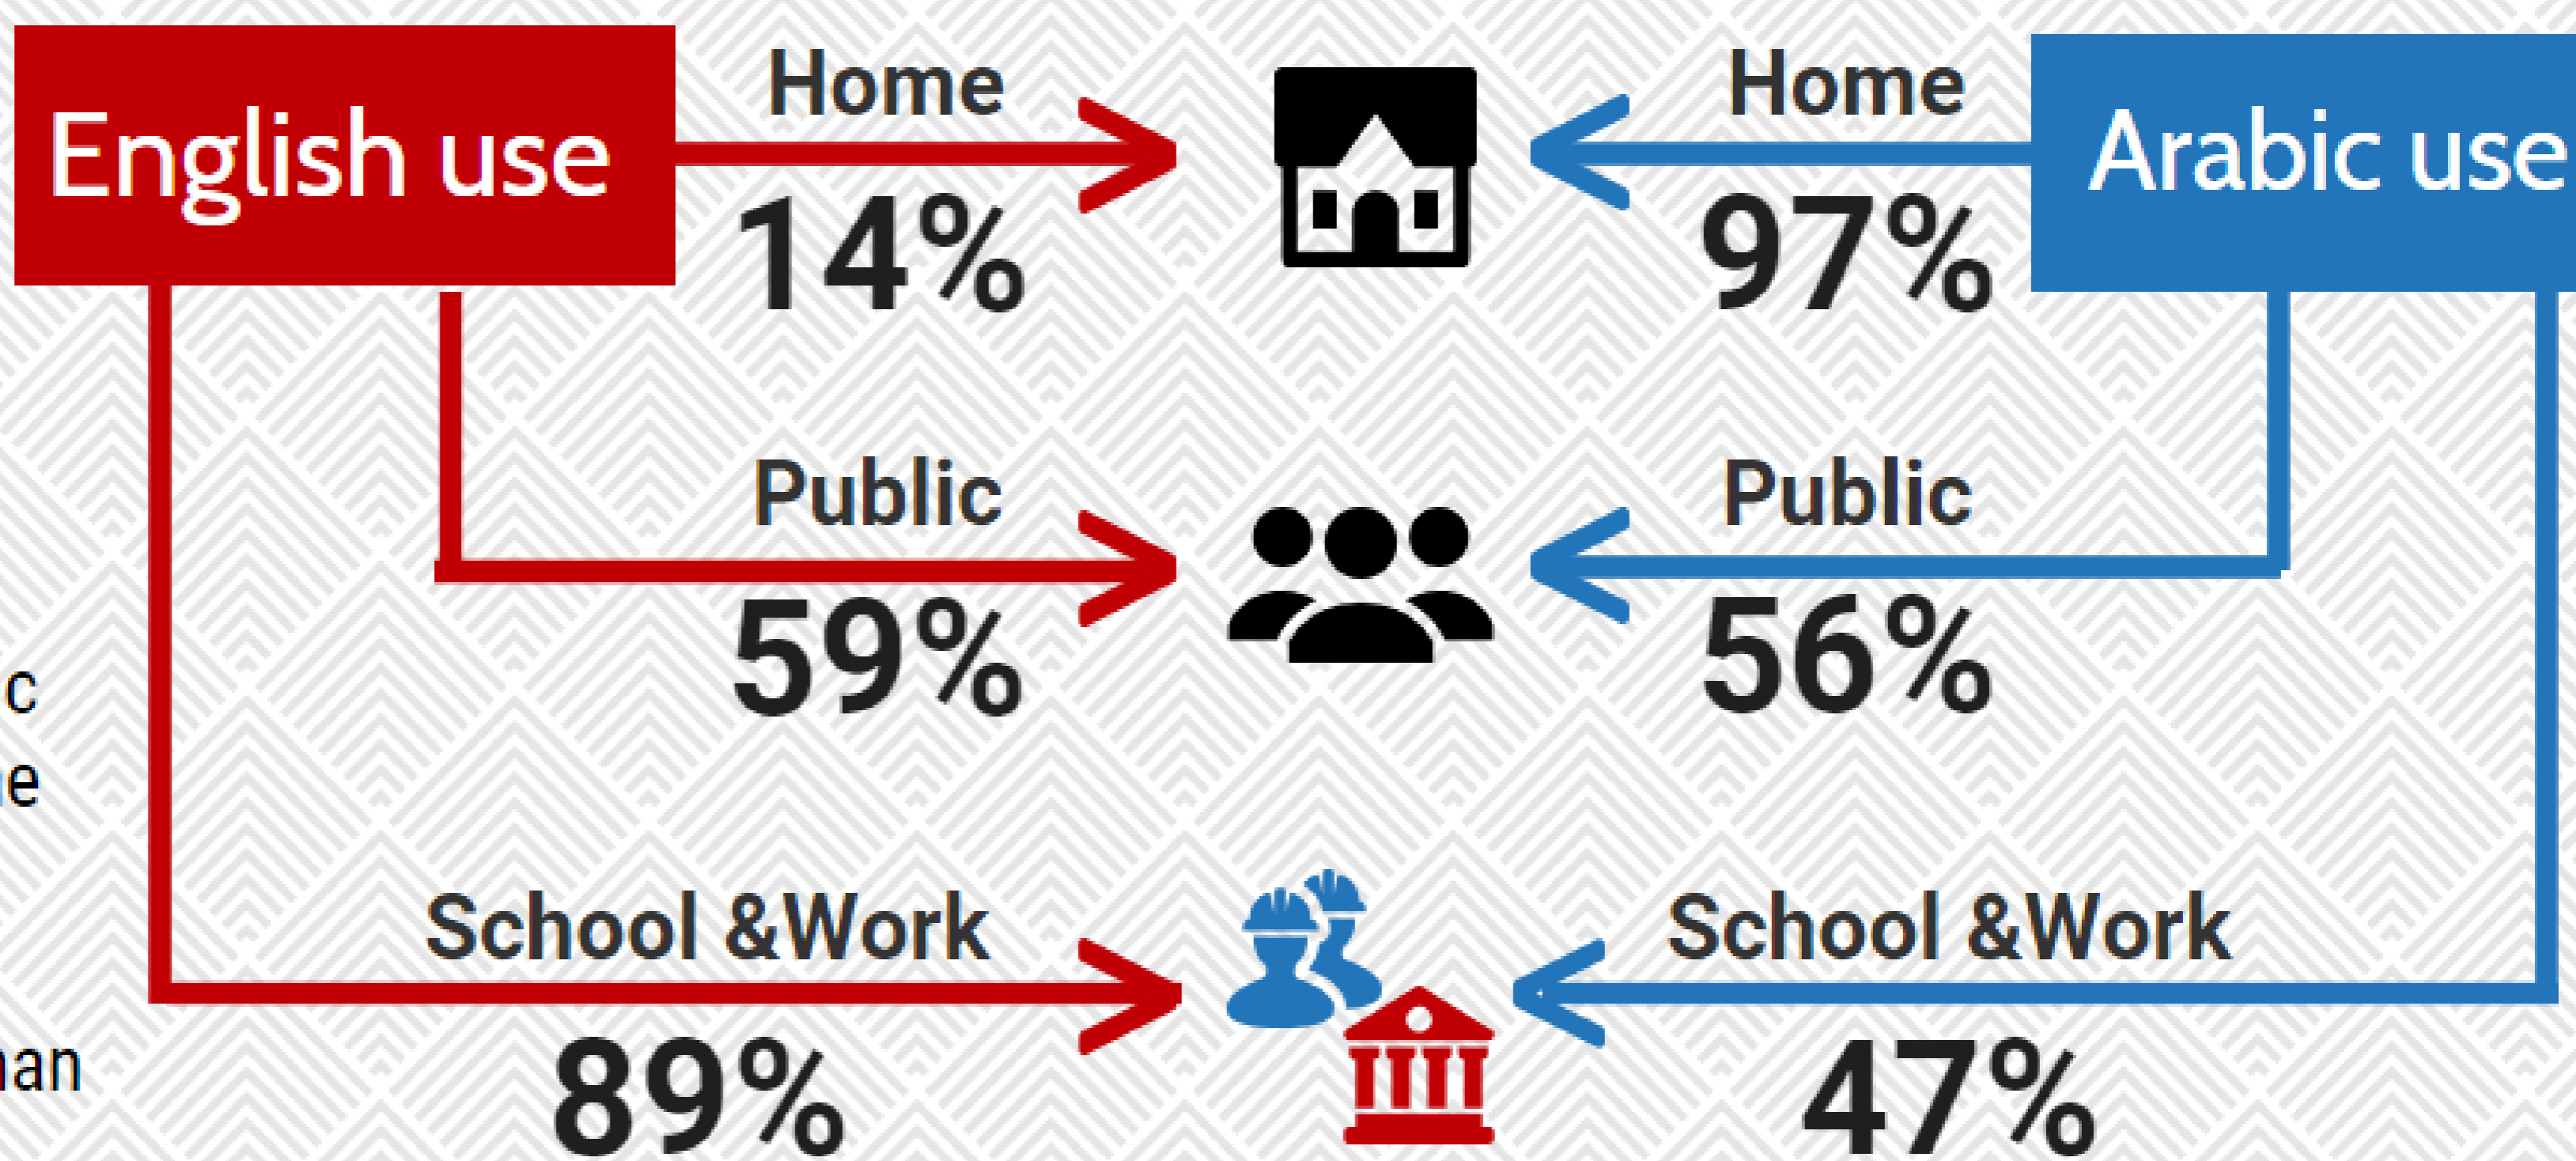 English use
Home
14%
Home
97%
Arabic use
Public
59%
Public
56%
School &Work
89%
School &Work
47%